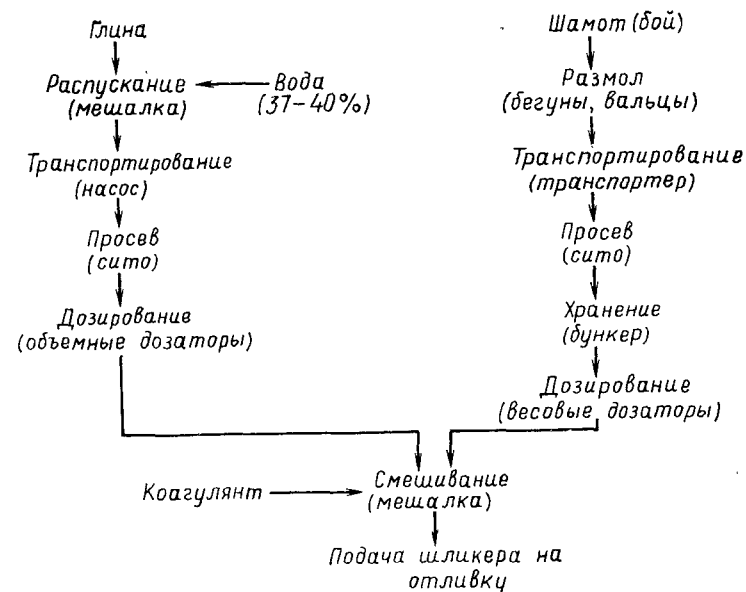 Глина
Распускание
(мешалка)
Вода
(37–40%)
Транспортирование
(насос)
Просев
(сито)
Дозирование
(объемные дозаторы)
Шамот (бой)
Размол
(бегуны, вальцы)
Транспортирование
(транспортер)
Просев
(сито)
Хранение
(бункер)
Дозирование
(весовые дозаторы)
Коагулянт
Смешивание
(мешалка)
Подача шликера на
отливку